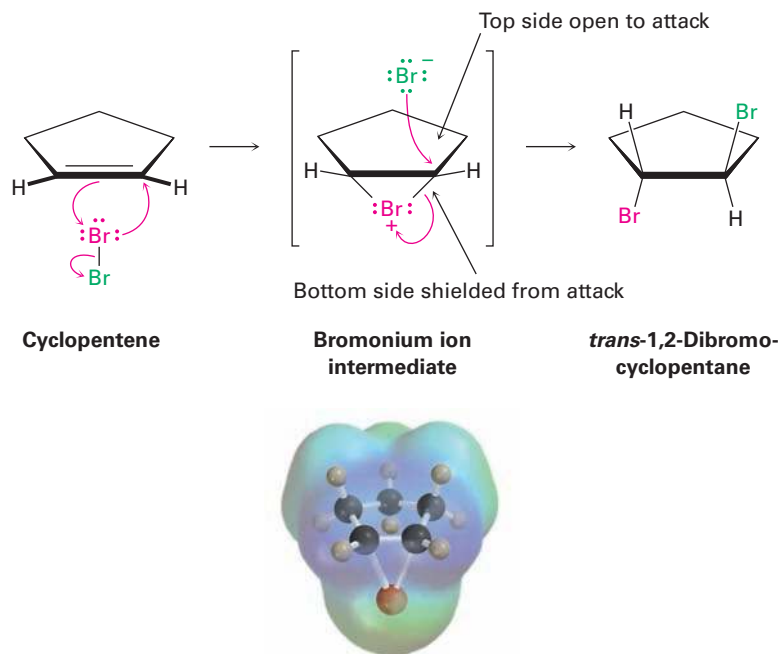 Top side open to attack
Br −
H H
Br
Br
H H
Br
+
H Br
Br H
Bottom side shielded from attack
Cyclopentene
Bromonium ion
intermediate
trans-1,2-Dibromo-
cyclopentane